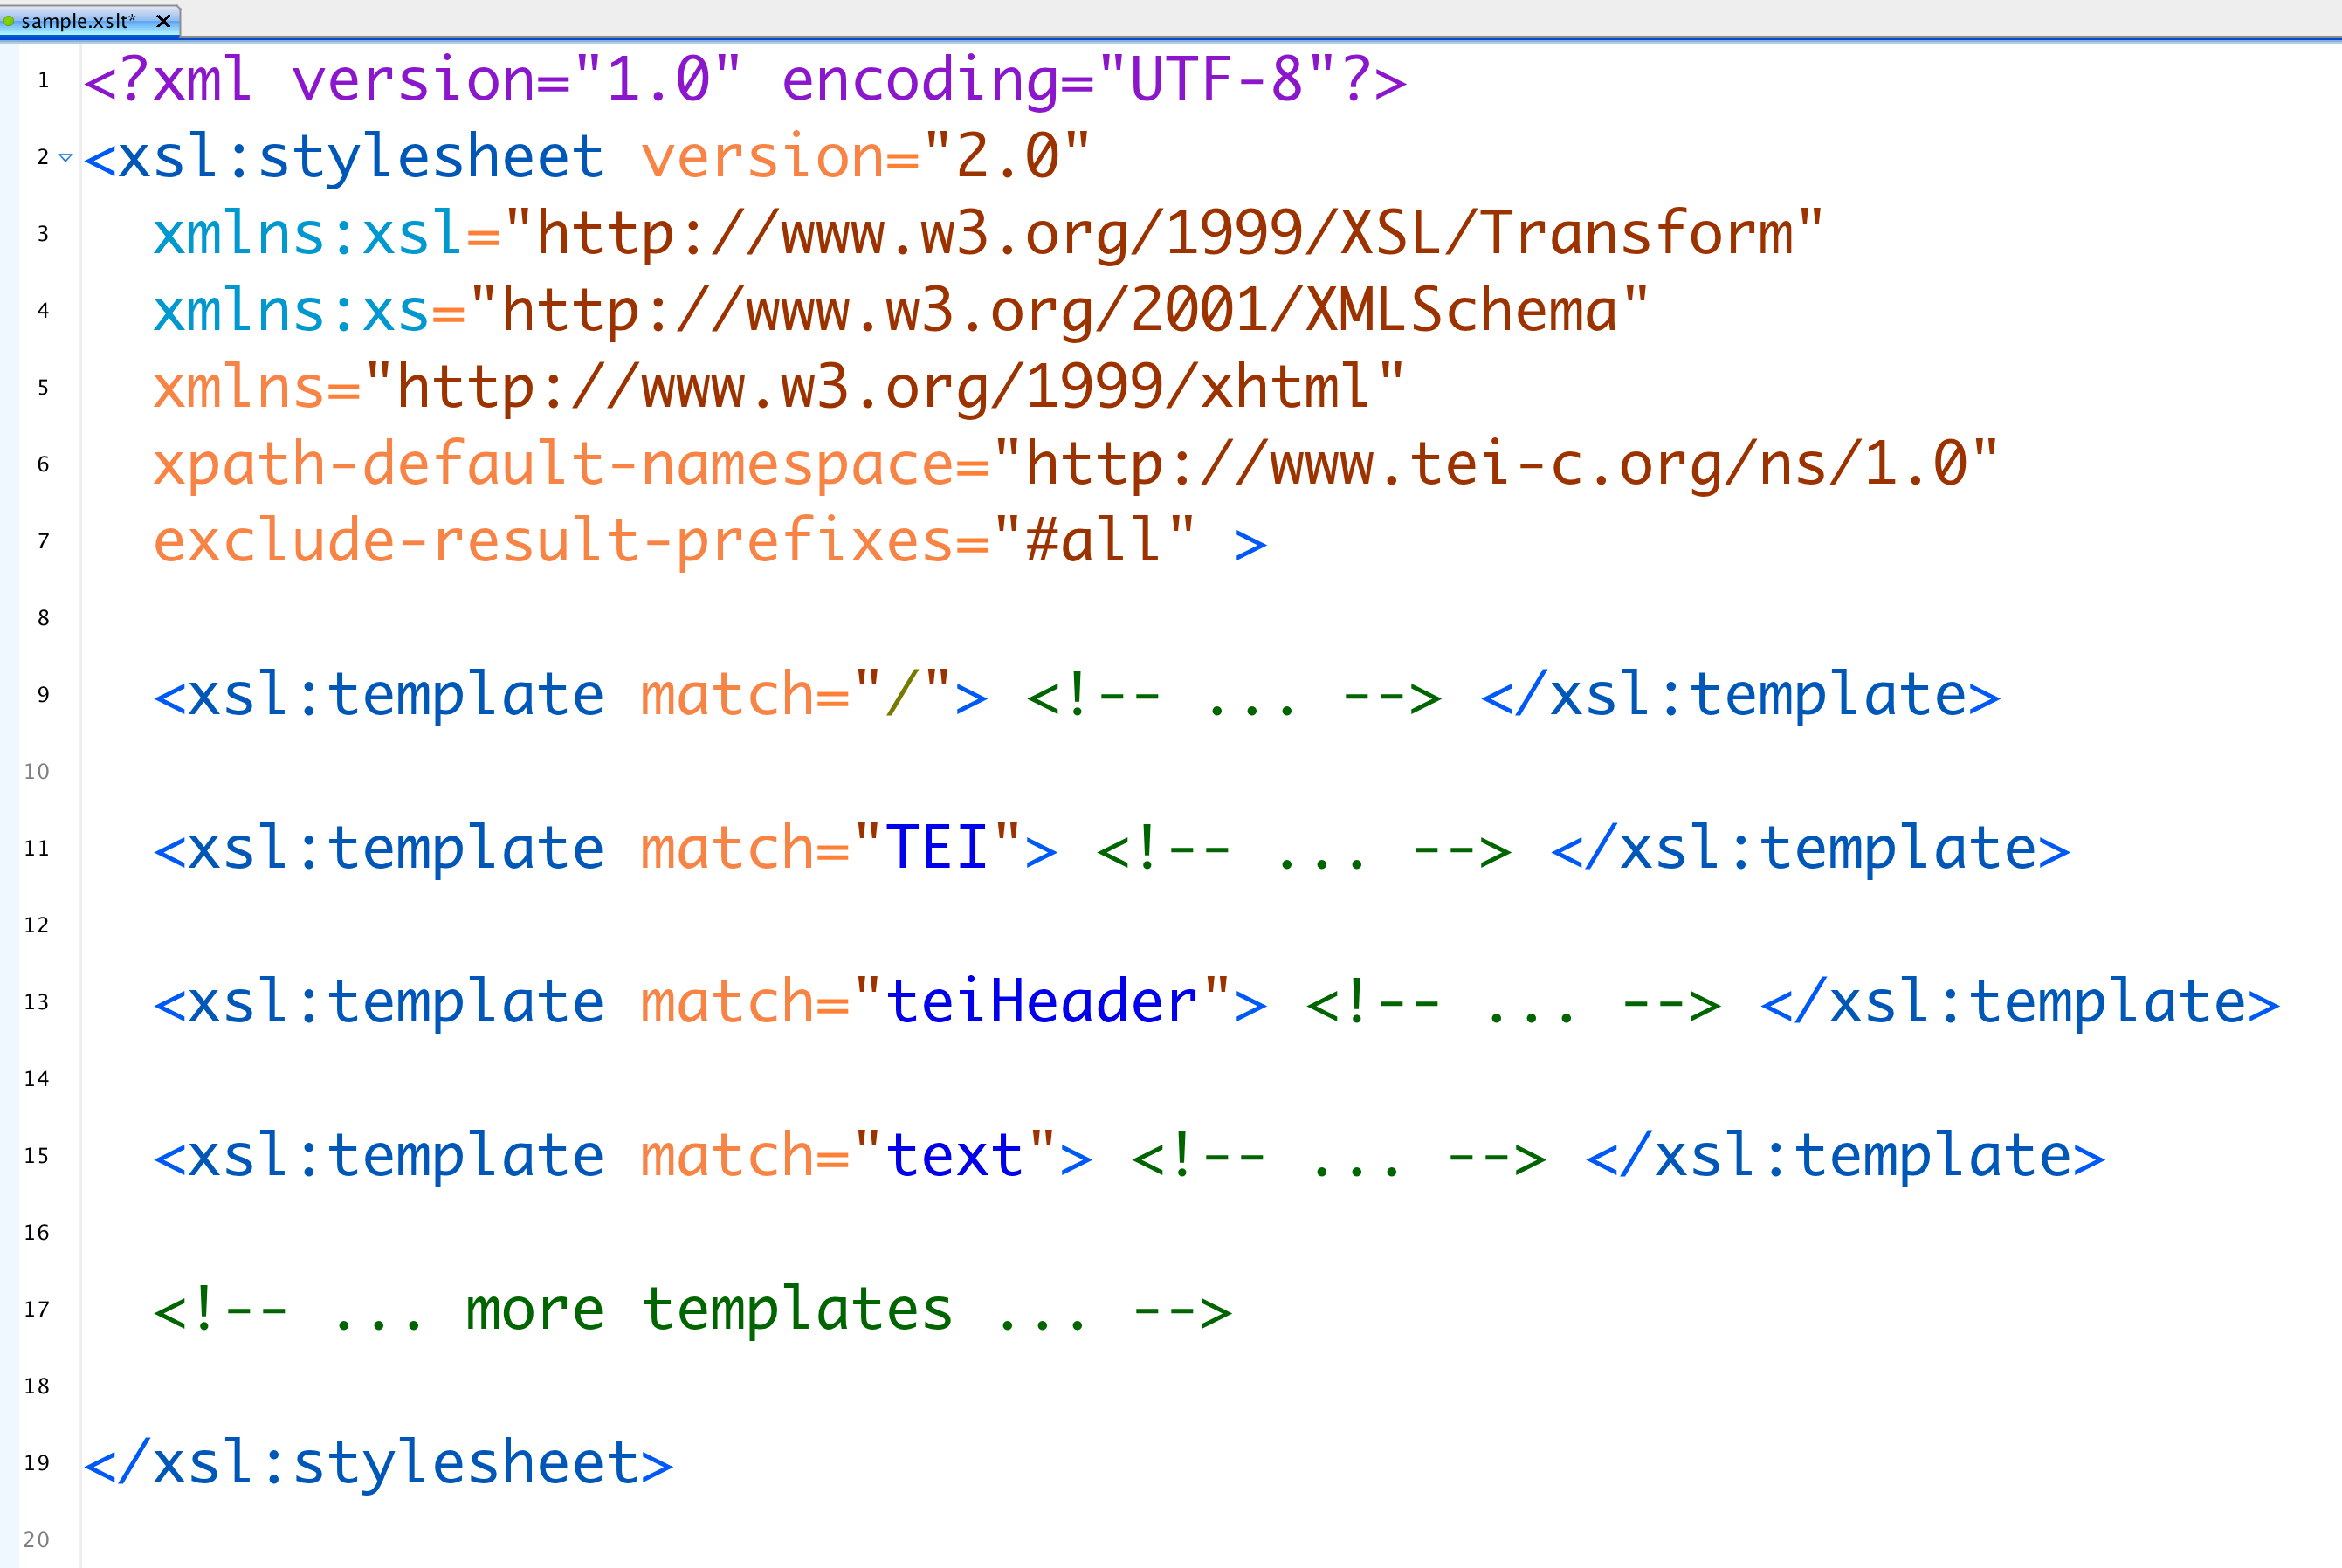 sample.xslt*
1 <?xml version="1.0" encoding="UTF-8"?>
2 <xsl:stylesheet version="2.0"
3   xmlns:xsl="http://www.w3.org/1999/XSL/Transform"
4   xmlns:xs="http://www.w3.org/2001/XMLSchema"
5   xmlns="http://www.w3.org/1999/xhtml"
6   xpath-default-namespace="http://www.tei-c.org/ns/1.0"
7   exclude-result-prefixes="#all" >
8
9   <xsl:template match="/"> <!-- ... --> </xsl:template>
10
11   <xsl:template match="TEI"> <!-- ... --> </xsl:template>
12
13   <xsl:template match="teiHeader"> <!-- ... --> </xsl:template>
14
15   <xsl:template match="text"> <!-- ... --> </xsl:template>
16
17   <!-- ... more templates ... -->
18
19 </xsl:stylesheet>
20